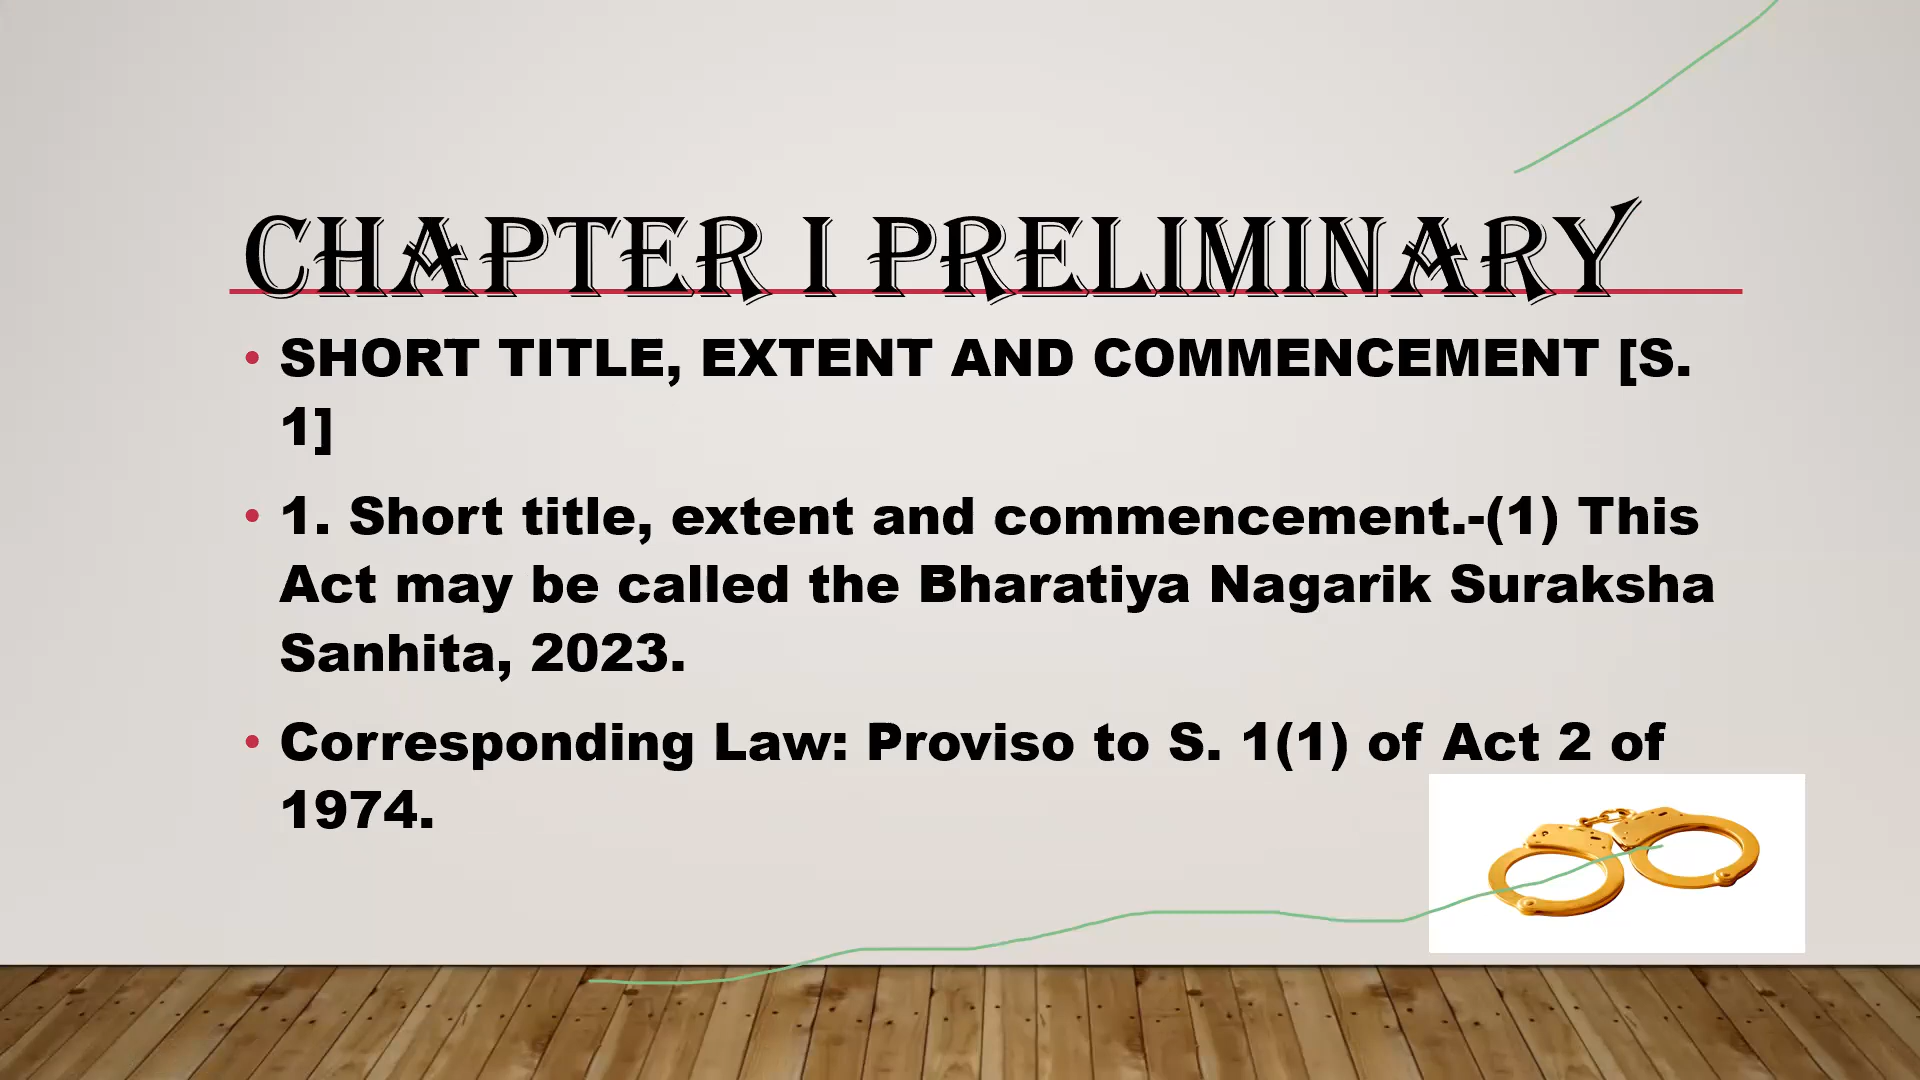 CHAPTER I PRELIMINARY
• SHORT TITLE, EXTENT AND COMMENCEMENT [S.
1]
• 1. Short title, extent and commencement.-(1) This
Act may be called the Bharatiya Nagarik Suraksha
Sanhita, 2023.
• Corresponding Law: Proviso to S. 1(1) of Act 2 of
1974.